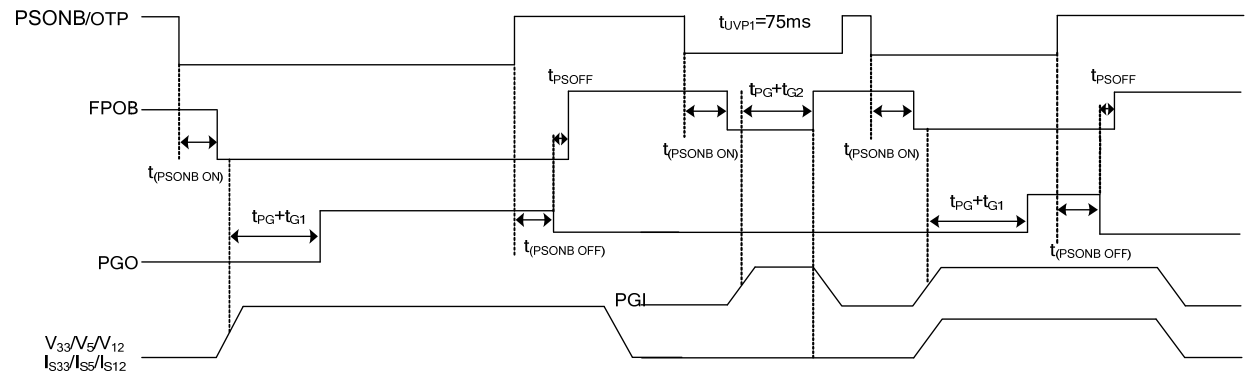 PSONB/OTP
tUVP1=75ms
tPSOFF
tPSOFF
FPOB
tPG+tG2
t(PSONB ON)
t(PSONB ON)
t(PSONB ON)
tPG+tG1
tPG+tG1
t(PSONB OFF)
t(PSONB OFF)
PGO
PGI
V33/V5/V12
IS33/IS5/IS12